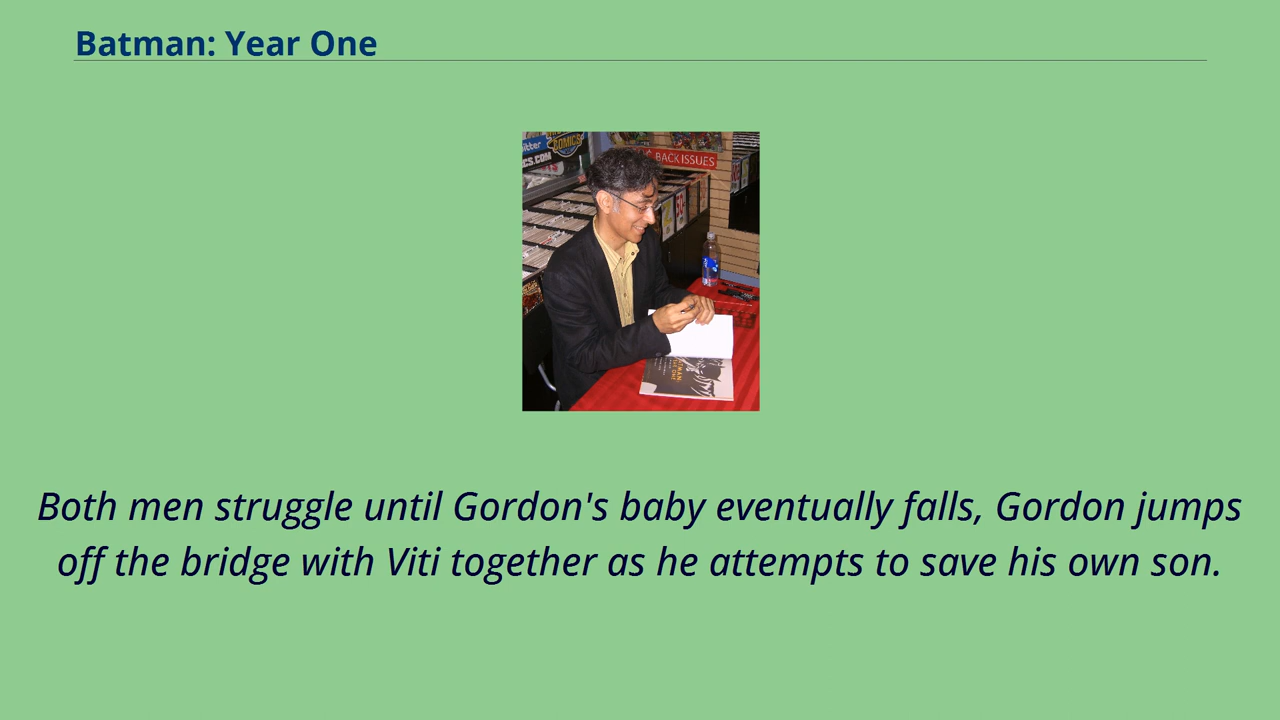 Batman: Year One
COMICS
BACK ISSUES
Both men struggle until Gordon's baby eventually falls, Gordon jumps
off the bridge with Viti together as he attempts to save his own son.